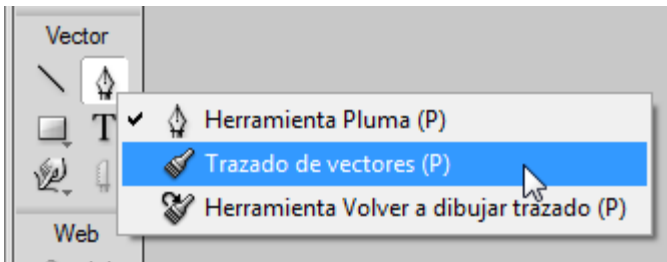 Vector
T
Herramienta Pluma (P)
Trazado de vectores (P)
Herramienta Volver a dibujar trazado (P)
Web